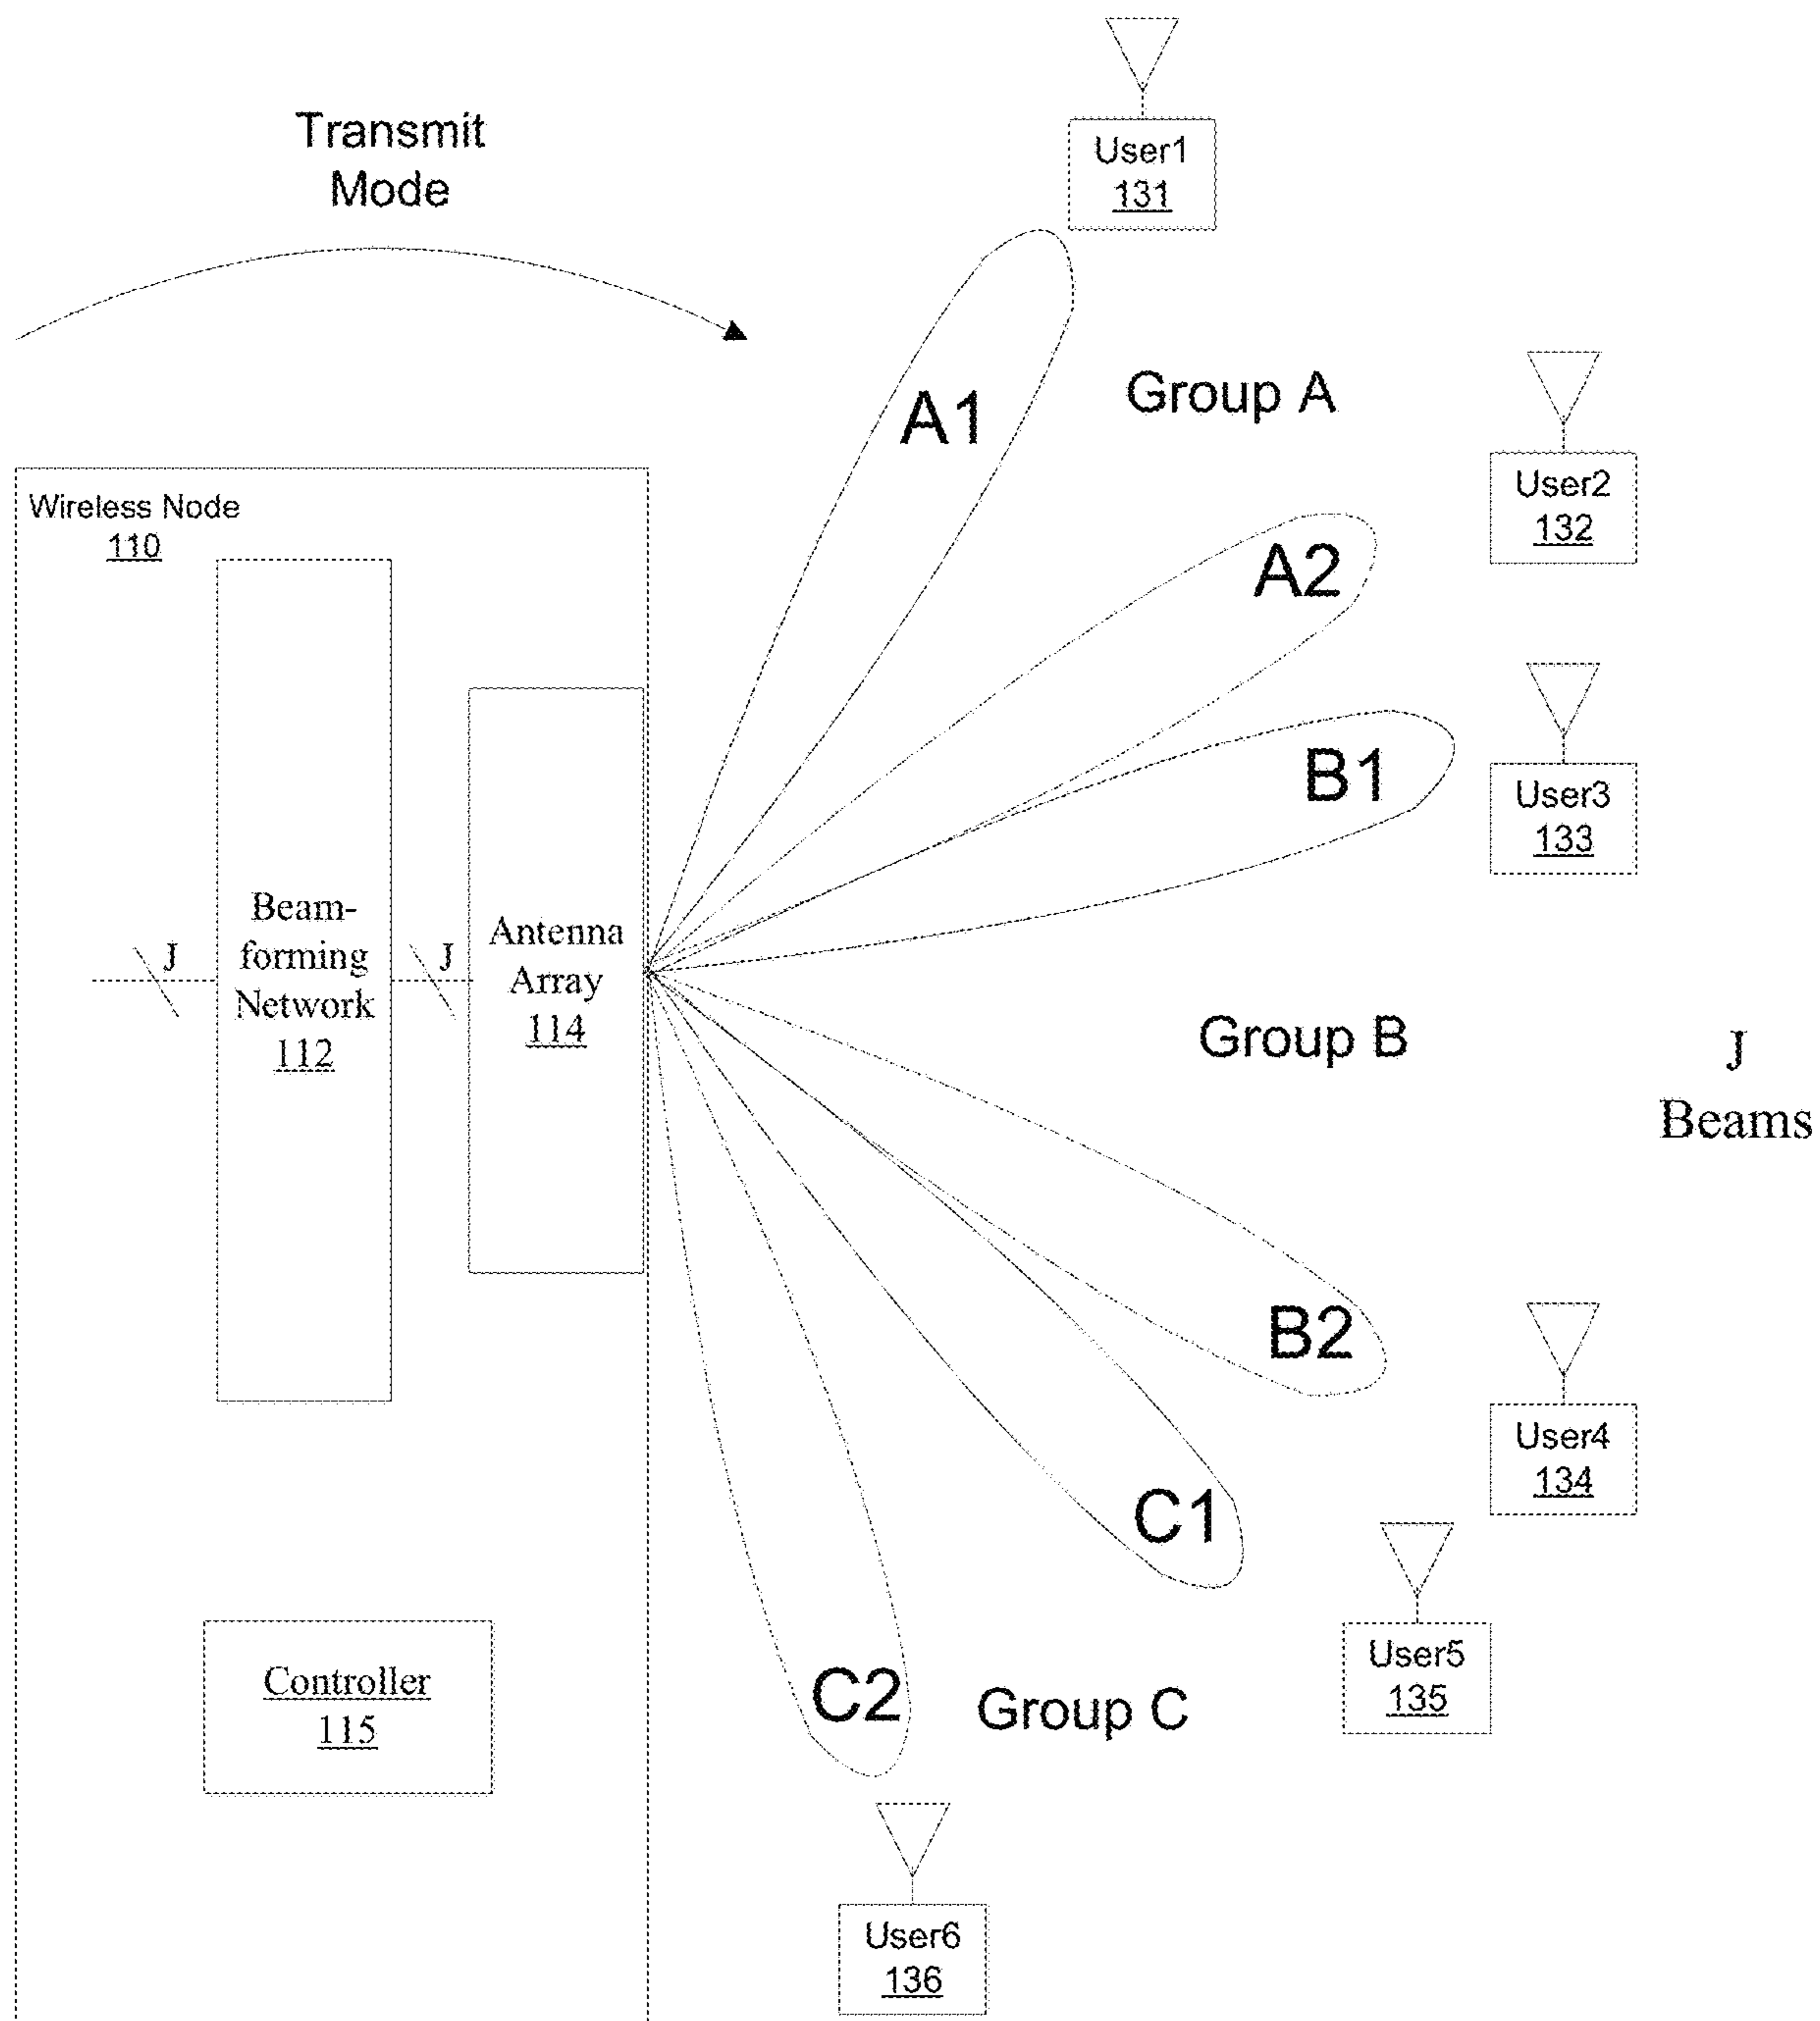 Transmit
Mode
User1
131
Group A
A1
User2
132
Wireless Node
110
A2
User3
133
B1
Beam-
forming
Network
112
J
J
Antenna
Array
114
Group B
J
Beams
B2
User4
134
C1
User5
135
Controller
115
C2
Group C
User6
136